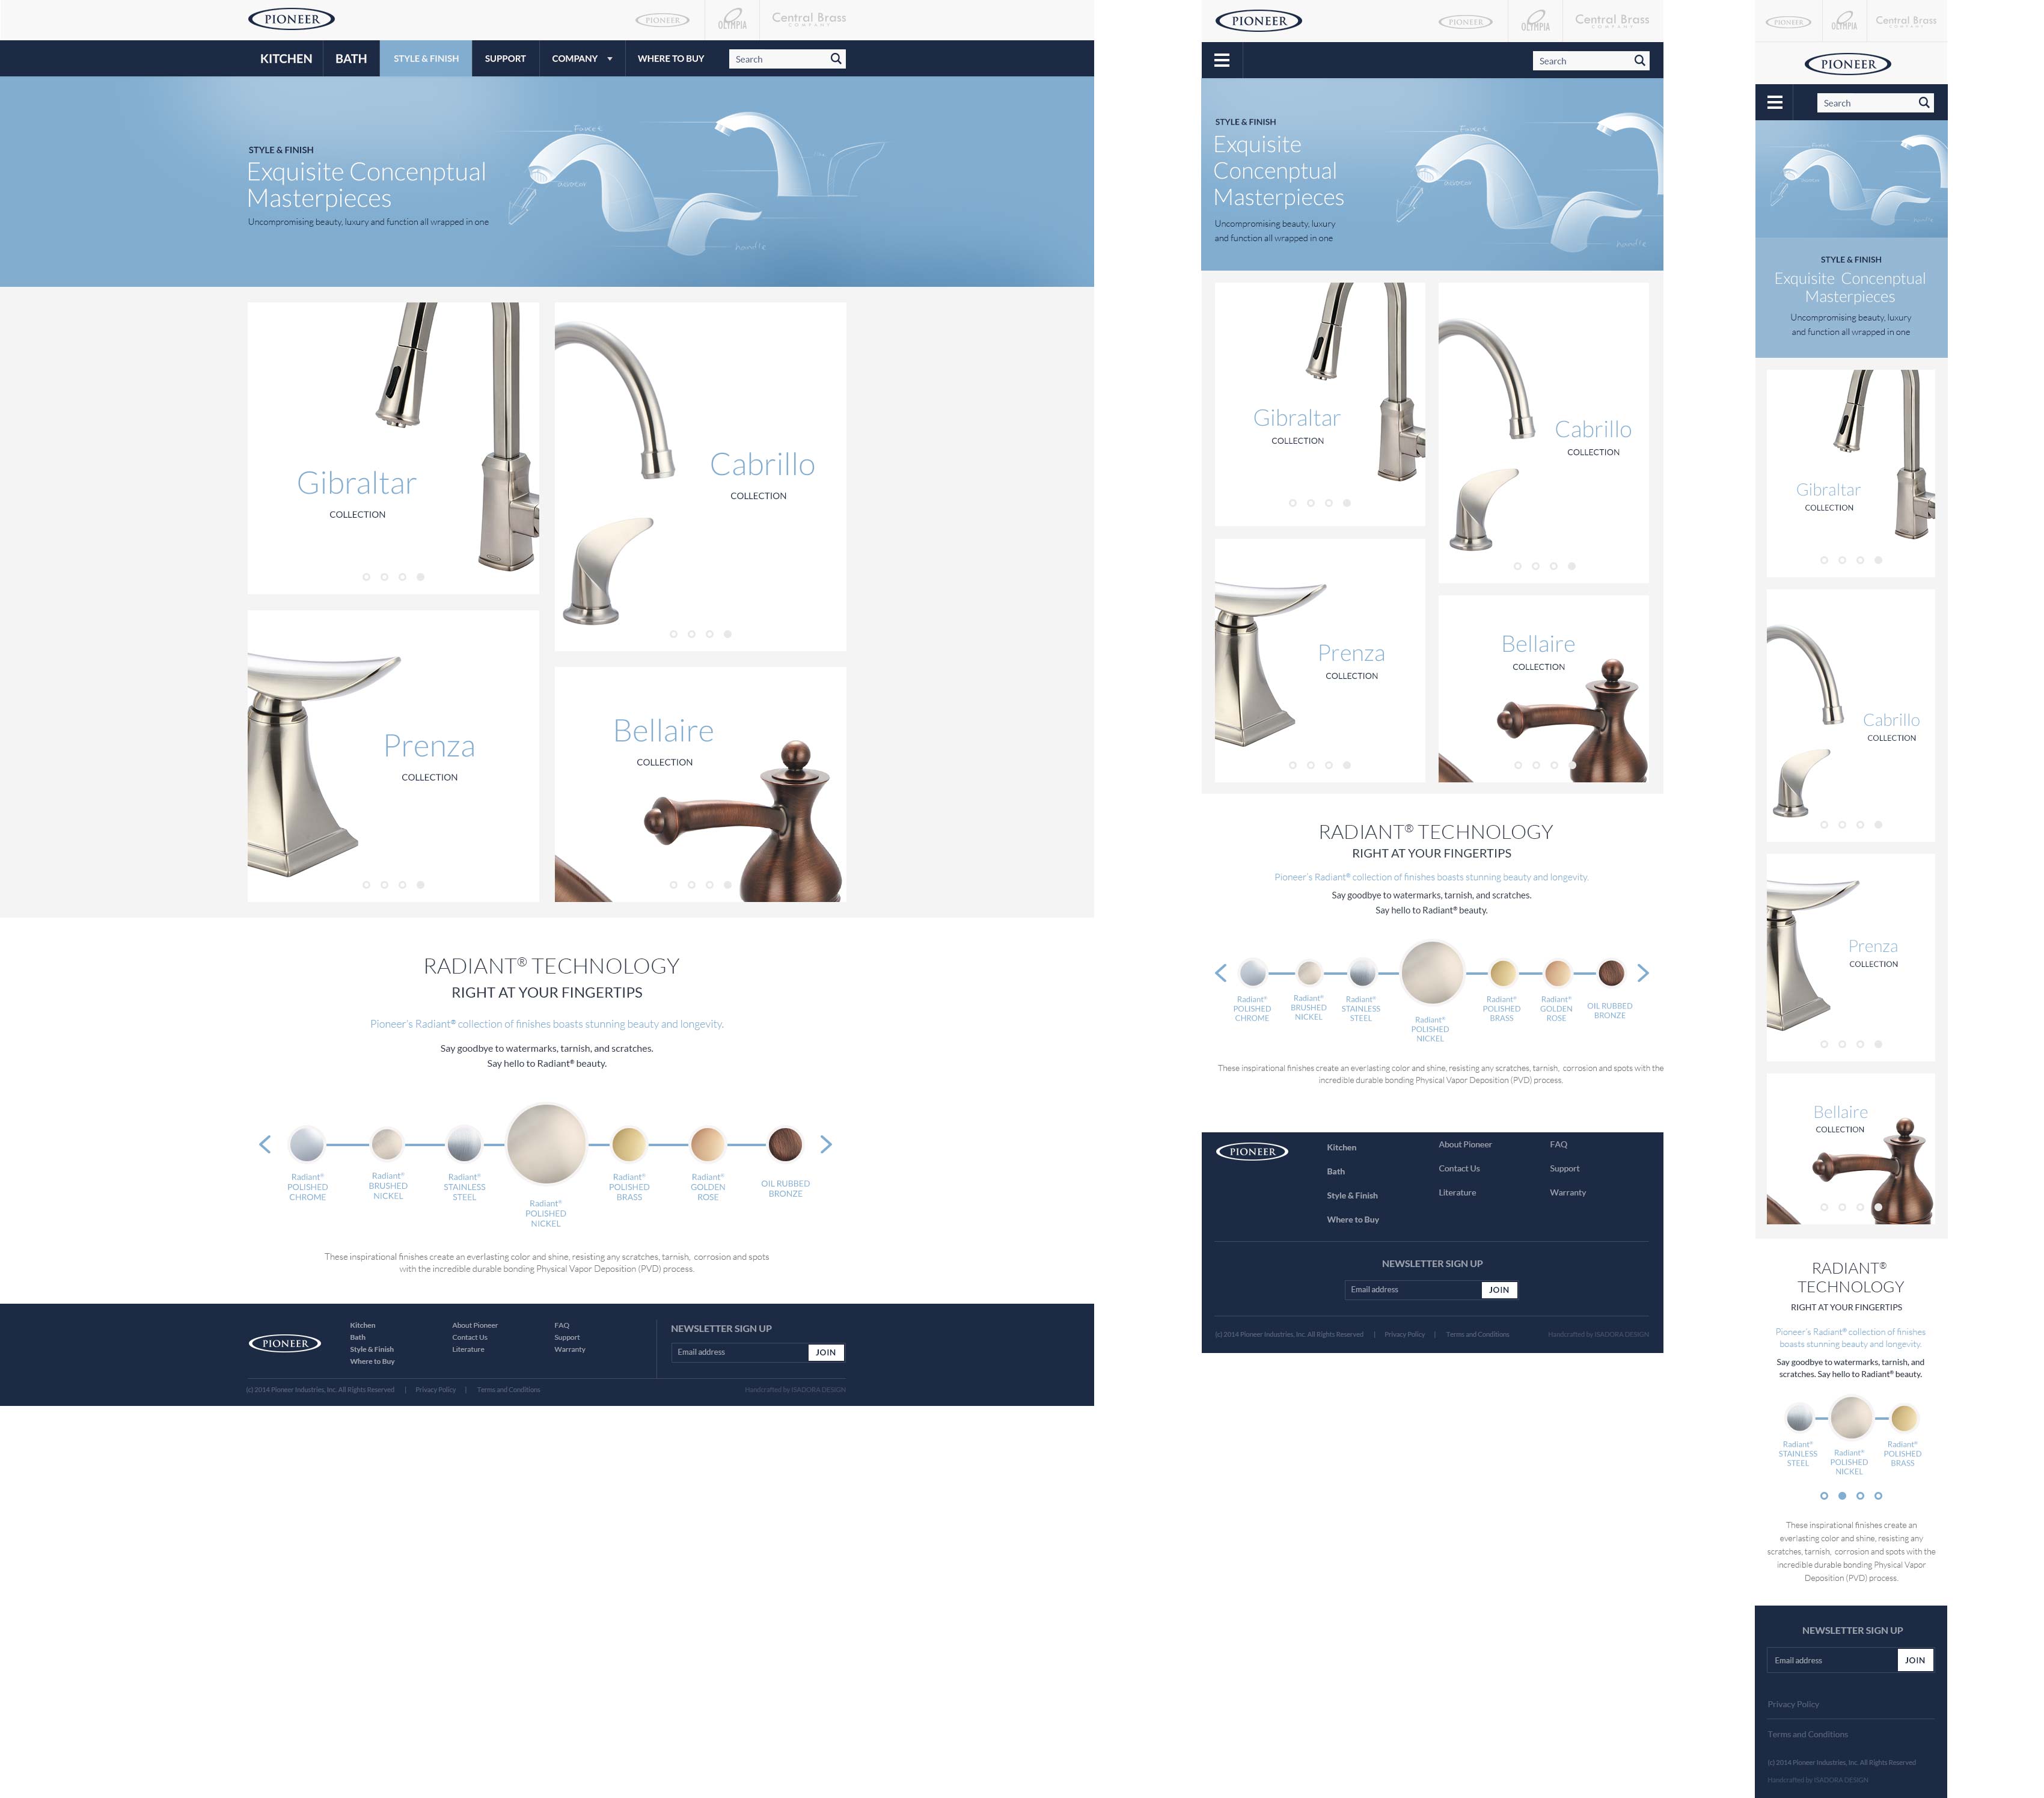 PIONEER
PIONEER
OLYMPIA
Central Brass
COMPANY
KITCHEN
BATH
STYLE & FINISH
SUPPORT
COMPANY
WHERE TO BUY
Search
STYLE & FINISH
Exquisite Concenptual
Masterpieces
Uncompromising beauty, luxury and function all wrapped in one
Faucet
handle
Gibraltar
COLLECTION
Cabrillo
COLLECTION
Prenza
COLLECTION
Bellaire
COLLECTION
RADIANT® TECHNOLOGY
RIGHT AT YOUR FINGERTIPS
Pioneer's Radiant® collection of finishes boasts stunning beauty and longevity.
Say goodbye to watermarks, tarnish, and scratches.
Say hello to Radiant® beauty.
Radiant®
POLISHED
CHROME
Radiant®
BRUSHED
NICKEL
Radiant®
STAINLESS
STEEL
Radiant®
POLISHED
NICKEL
Radiant®
POLISHED
BRASS
Radiant®
GOLDEN
ROSE
OIL RUBBED
BRONZE
These inspirational finishes create an everlasting color and shine, resisting any scratches, tarnish, corrosion and spots
with the incredible durable bonding Physical Vapor Deposition (PVD) process.
PIONEER
Kitchen
Bath
Style & Finish
Where to Buy
About Pioneer
Contact Us
Literature
FAQ
Support
Warranty
NEWSLETTER SIGN UP
Email address
JOIN
(c) 2014 Pioneer Industries, Inc. All Rights Reserved | Privacy Policy | Terms and Conditions
Handcrafted by ISADORA DESIGN
PIONEER
PIONEER
OLYMPIA
Central Brass
COMPANY
Search
STYLE & FINISH
Exquisite
Concenptual
Masterpieces
Uncompromising beauty, luxury
and function all wrapped in one
Faucet
handle
Gibraltar
COLLECTION
Cabrillo
COLLECTION
Prenza
COLLECTION
Bellaire
COLLECTION
RADIANT® TECHNOLOGY
RIGHT AT YOUR FINGERTIPS
Pioneer's Radiant® collection of finishes boasts stunning beauty and longevity.
Say goodbye to watermarks, tarnish, and scratches.
Say hello to Radiant® beauty.
Radiant®
POLISHED
CHROME
Radiant®
BRUSHED
NICKEL
Radiant®
STAINLESS
STEEL
Radiant®
POLISHED
NICKEL
Radiant®
POLISHED
BRASS
Radiant®
GOLDEN
ROSE
OIL RUBBED
BRONZE
These inspirational finishes create an everlasting color and shine, resisting any scratches, tarnish, corrosion and spots with the
incredible durable bonding Physical Vapor Deposition (PVD) process.
PIONEER
Kitchen
Bath
Style & Finish
Where to Buy
About Pioneer
Contact Us
Literature
FAQ
Support
Warranty
NEWSLETTER SIGN UP
Email address
JOIN
(c) 2014 Pioneer Industries, Inc. All Rights Reserved | Privacy Policy | Terms and Conditions
Handcrafted by ISADORA DESIGN
PIONEER
OLYMPIA
Central Brass
COMPANY
PIONEER
Search
STYLE & FINISH
Exquisite Concenptual
Masterpieces
Uncompromising beauty, luxury
and function all wrapped in one
Gibraltar
COLLECTION
Cabrillo
COLLECTION
Prenza
COLLECTION
Bellaire
COLLECTION
RADIANT®
TECHNOLOGY
RIGHT AT YOUR FINGERTIPS
Pioneer's Radiant® collection of finishes
boasts stunning beauty and longevity.
Say goodbye to watermarks, tarnish, and
scratches. Say hello to Radiant® beauty.
Radiant®
STAINLESS
STEEL
Radiant®
POLISHED
NICKEL
Radiant®
POLISHED
BRASS
These inspirational finishes create an
everlasting color and shine, resisting any
scratches, tarnish, corrosion and spots with the
incredible durable bonding Physical Vapor
Deposition (PVD) process.
NEWSLETTER SIGN UP
Email address
JOIN
Privacy Policy
Terms and Conditions
(c) 2014 Pioneer Industries, Inc. All Rights Reserved
Handcrafted by ISADORA DESIGN